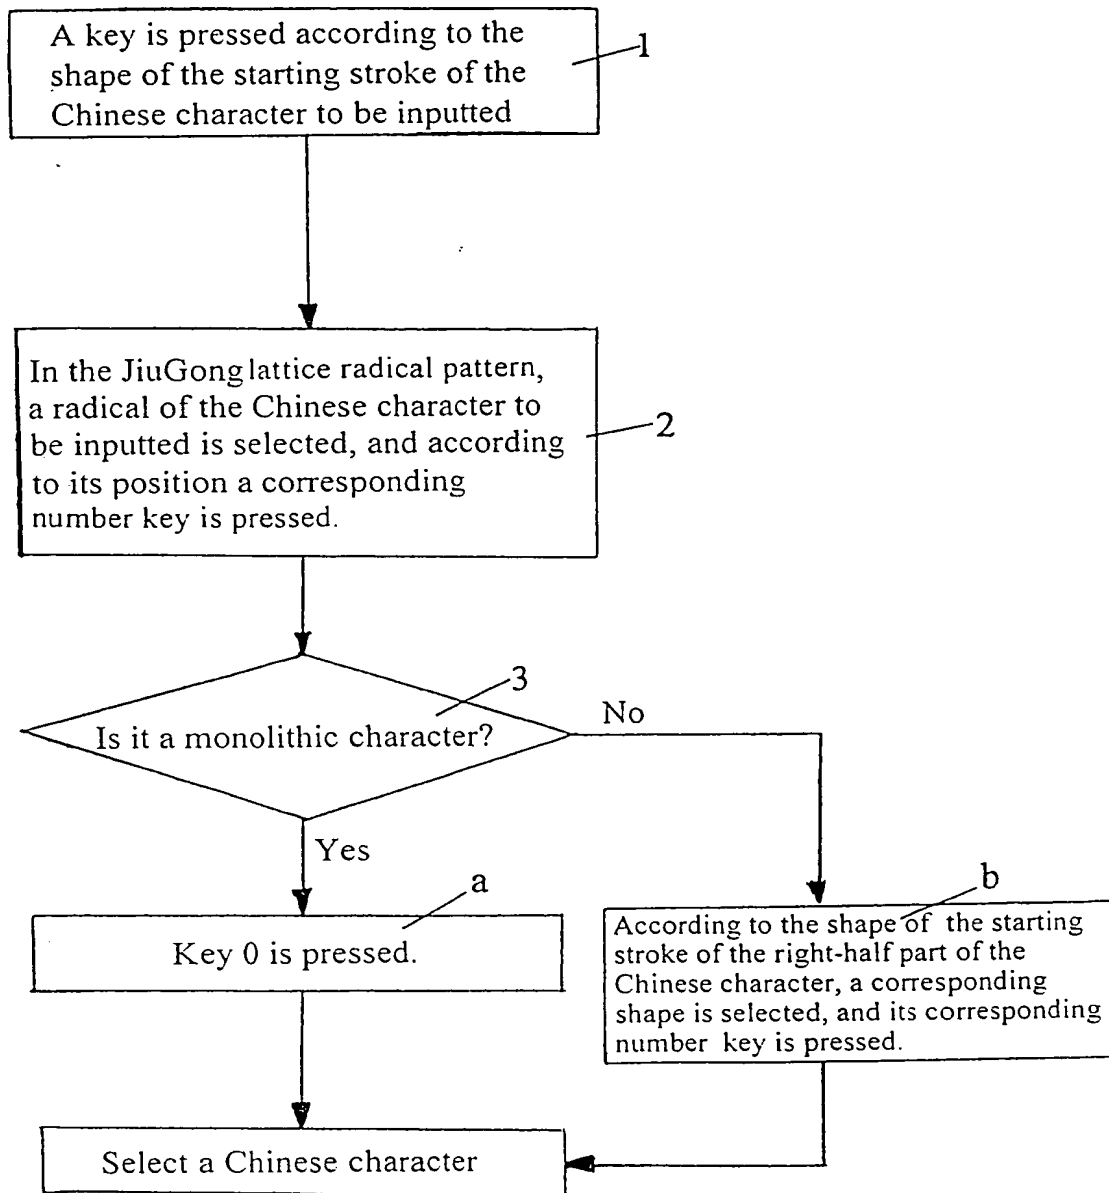 A key is pressed according to the
shape of the starting stroke of the
Chinese character to be inputted
1
In the JiuGong lattice radical pattern,
a radical of the Chinese character to
be inputted is selected, and according
to its position a corresponding
number key is pressed.
2
3
Is it a monolithic character?
No
Yes
a
Key 0 is pressed.
b
According to the shape of the starting
stroke of the right-half part of the
Chinese character, a corresponding
shape is selected, and its corresponding
number key is pressed.
Select a Chinese character